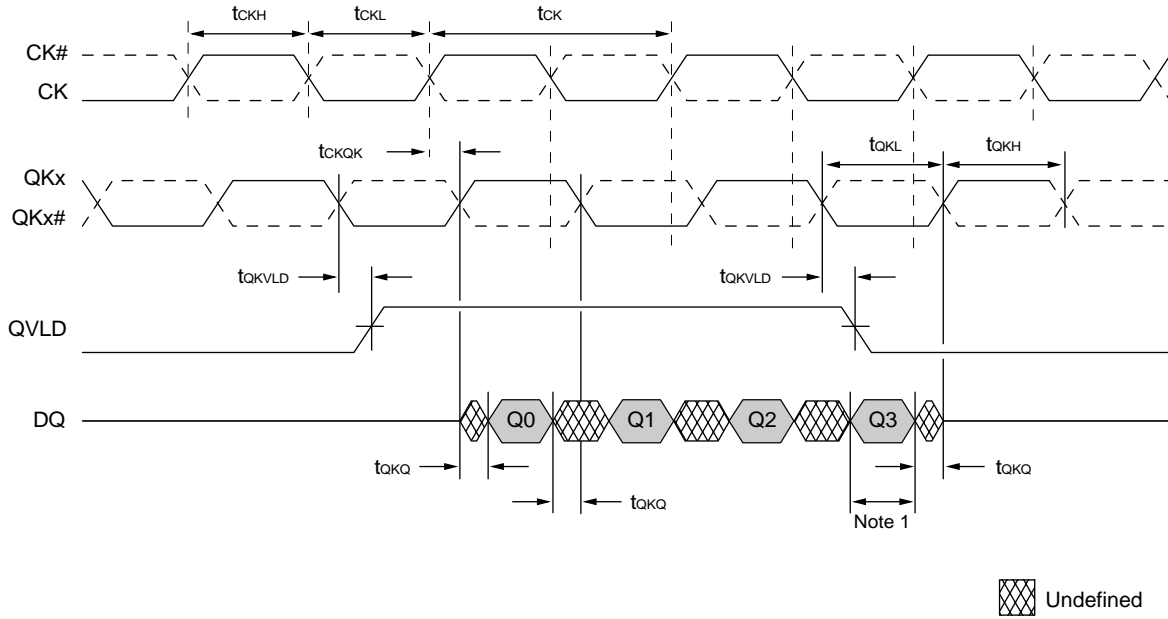 tCKH tCKL tCK
CK#
CK
tCKQK tQKL tQKH
QKx
QKx#
tQKVLD tQKVLD
QVLD
DQ Q0 Q1 Q2 Q3
tQKQ tQKQ
tQKQ
Note 1
Undefined